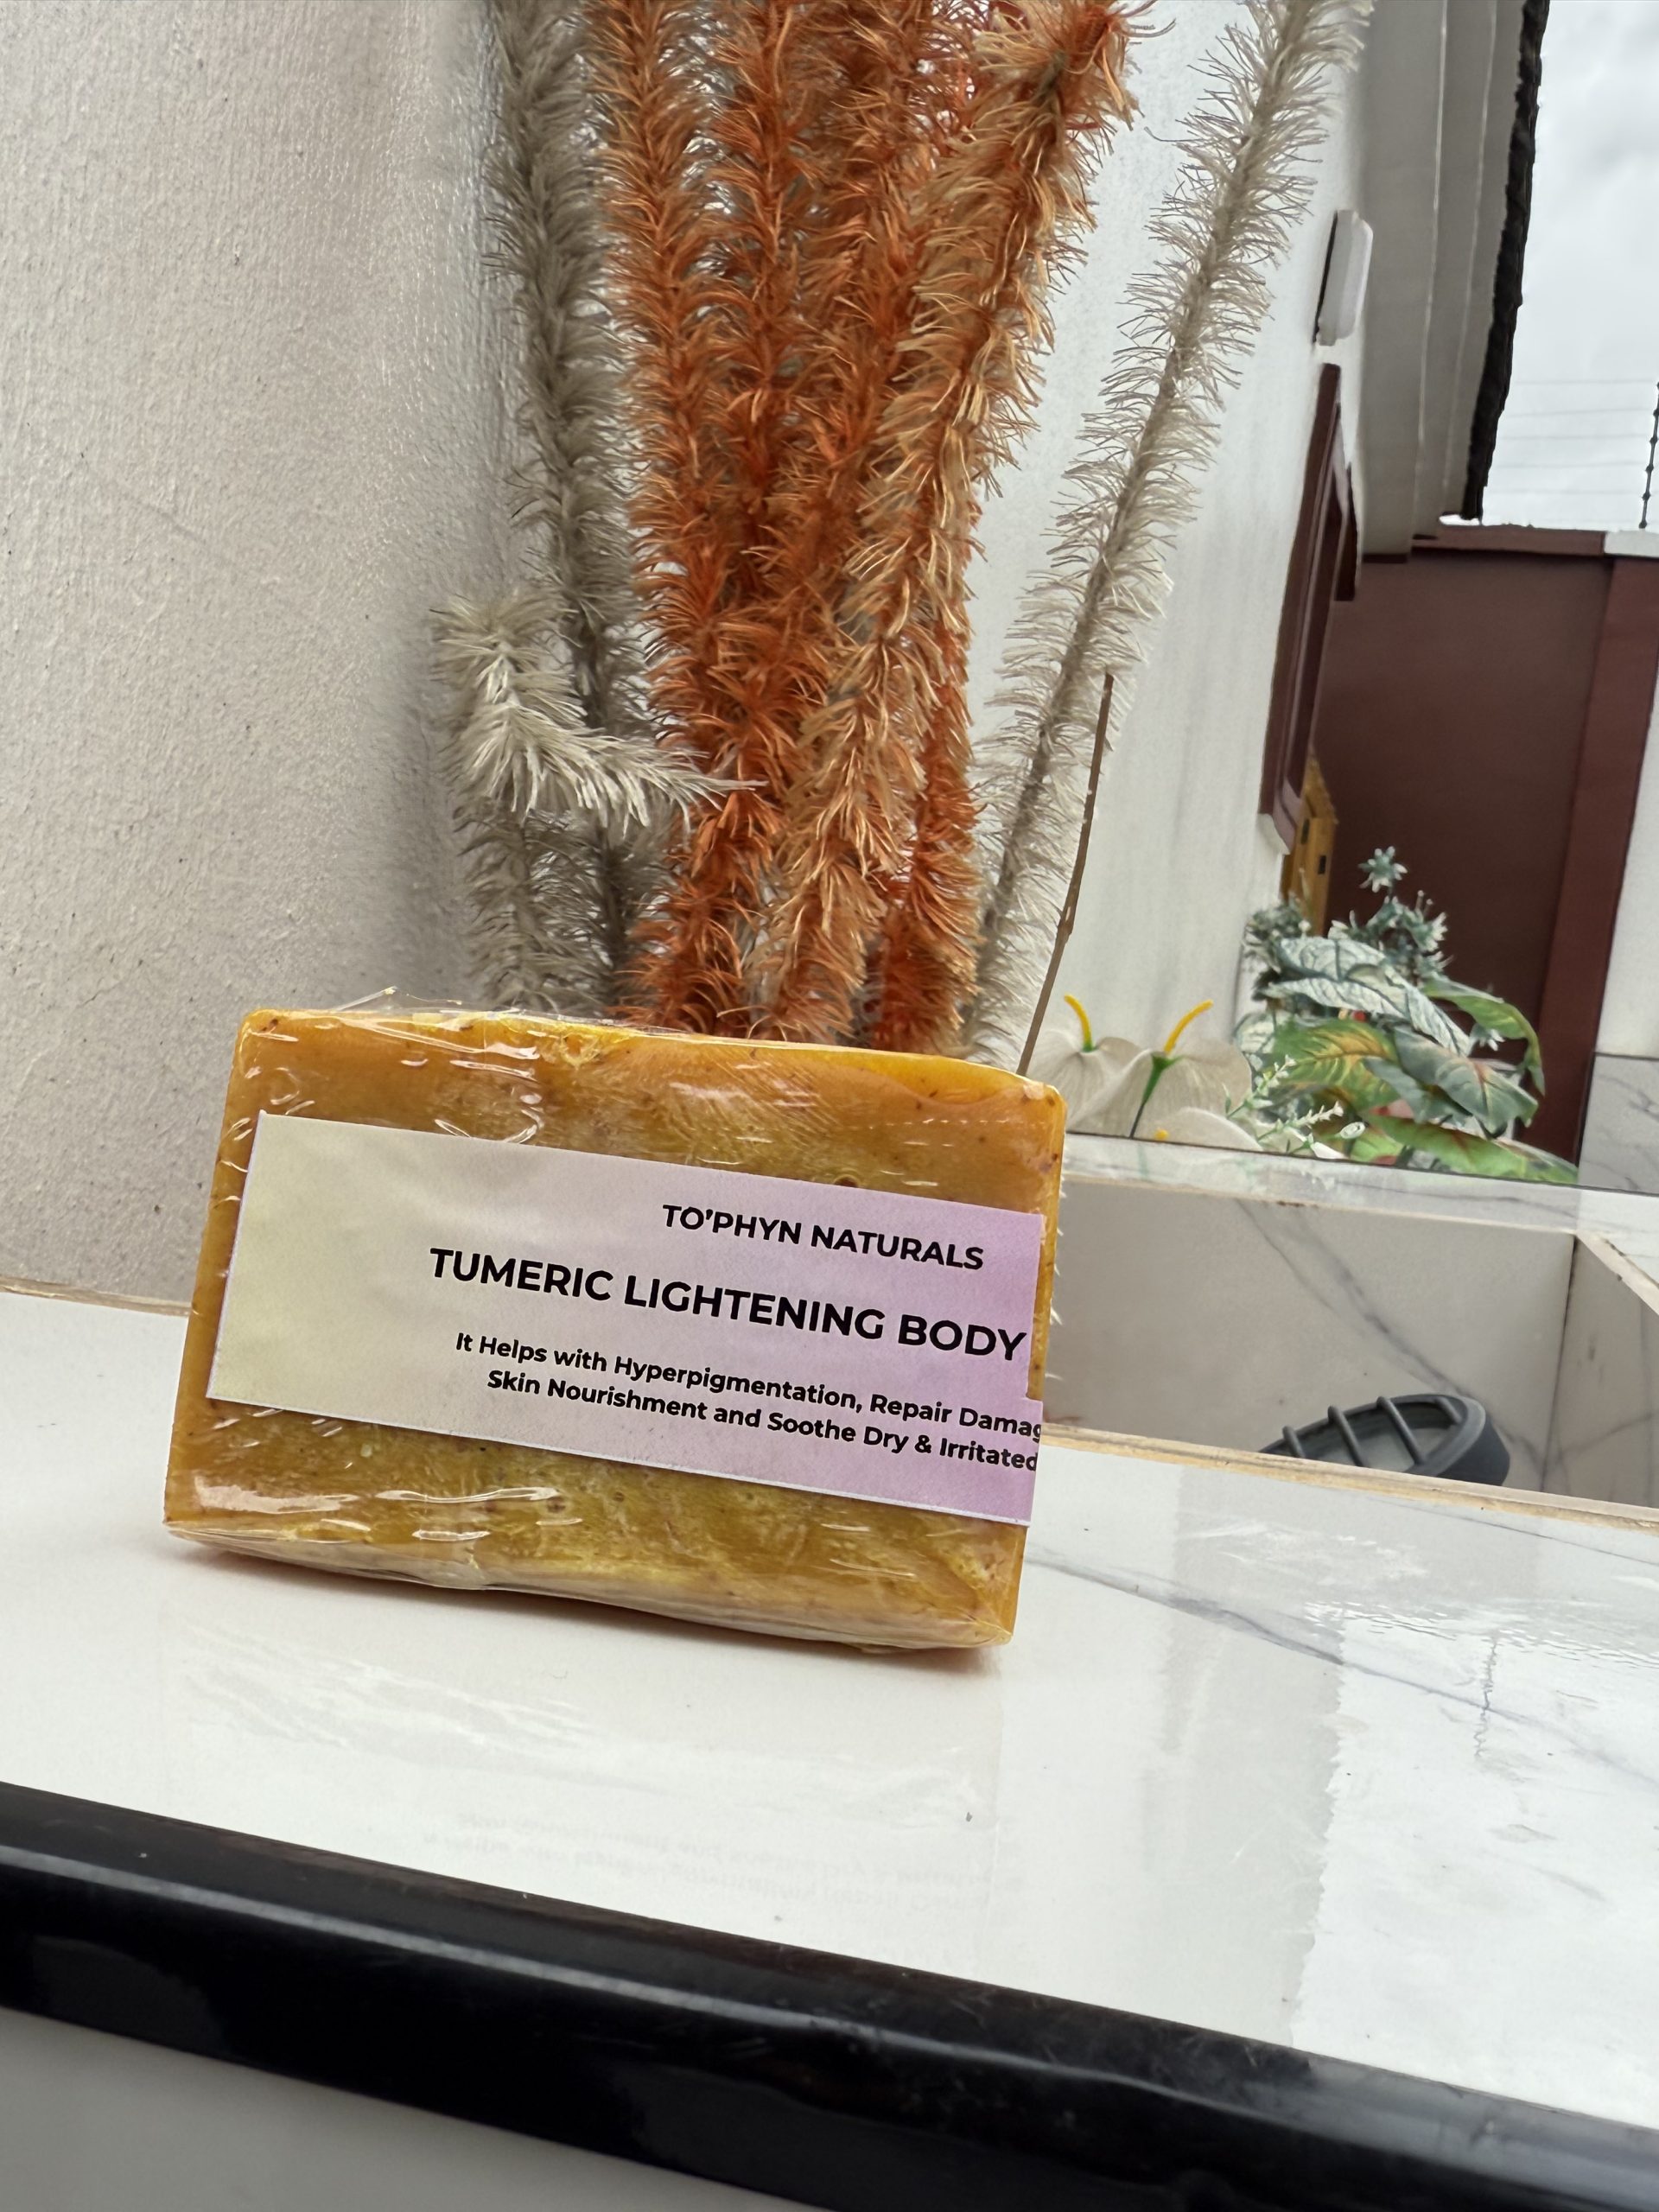 TO'PHYN NATURALS
TUMERIC LIGHTENING BODY
It Helps with Hyperpigmentation, Repair Damag
Skin Nourishment and Soothe Dry & Irritated